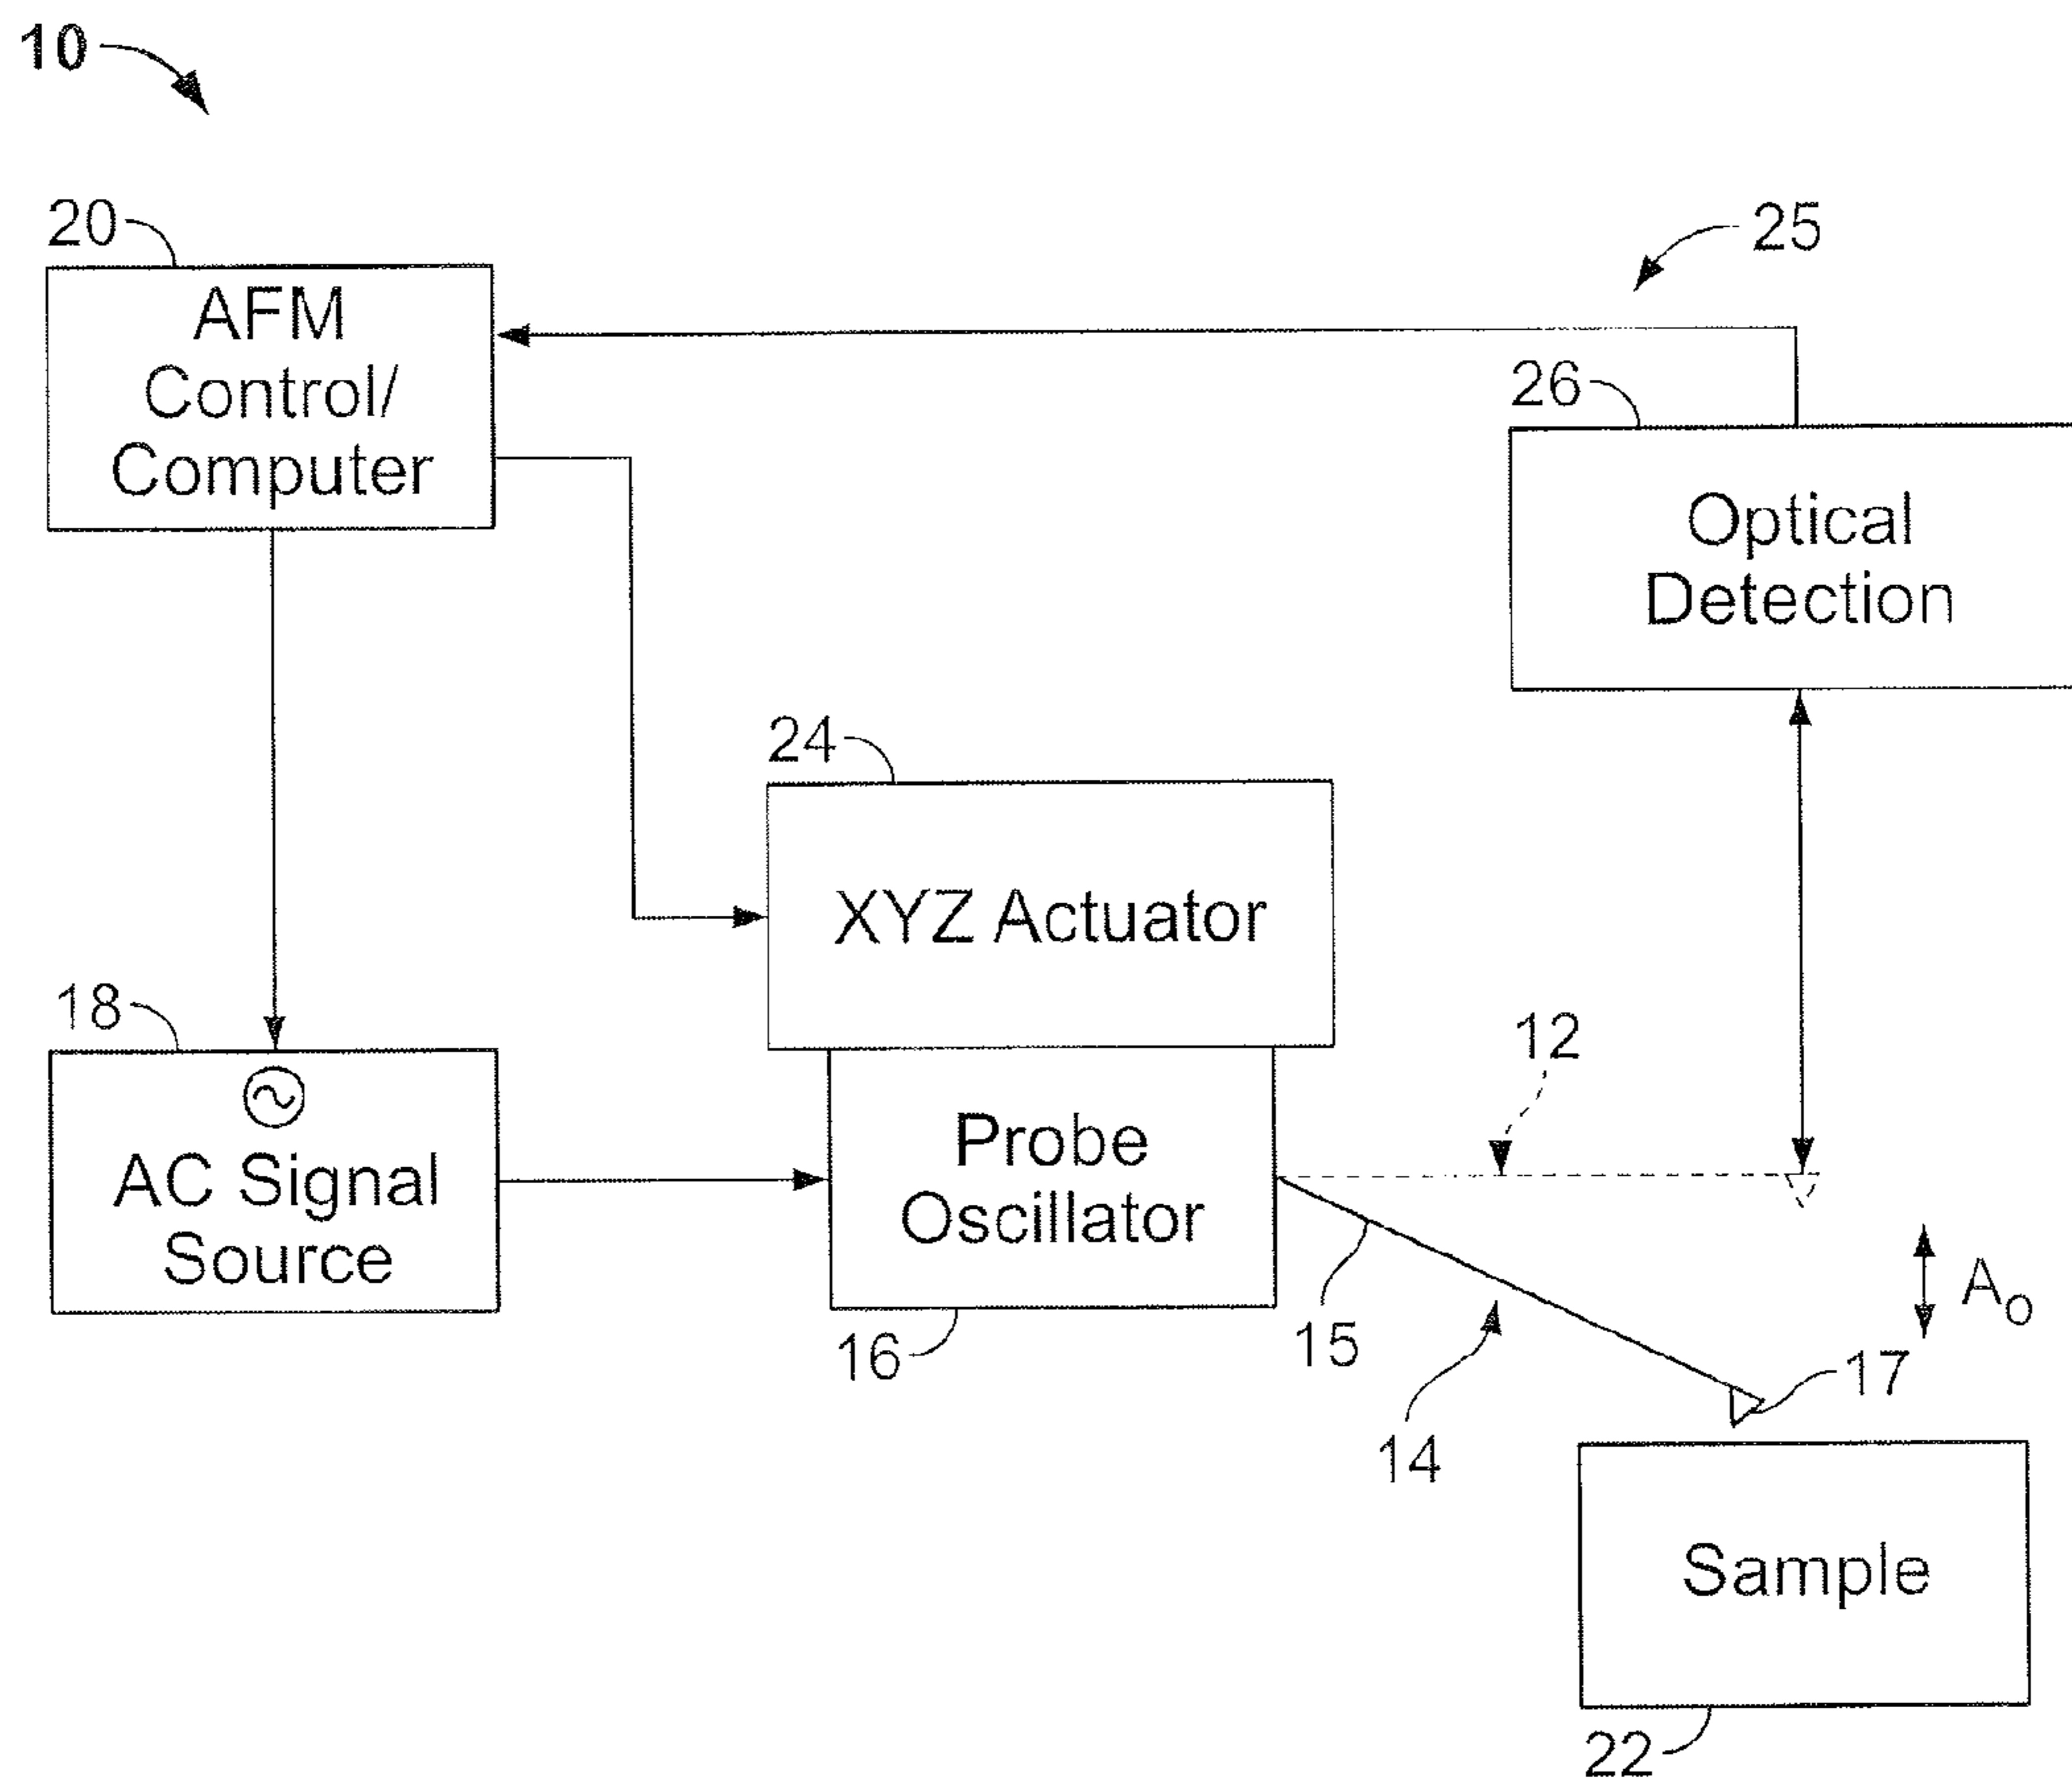 10
20
25
AFM
Control/
Computer
26
Optical
Detection
24
XYZ Actuator
18
12
AC Signal
Source
Probe
Oscillator
15
A₀
16
17
14
Sample
22